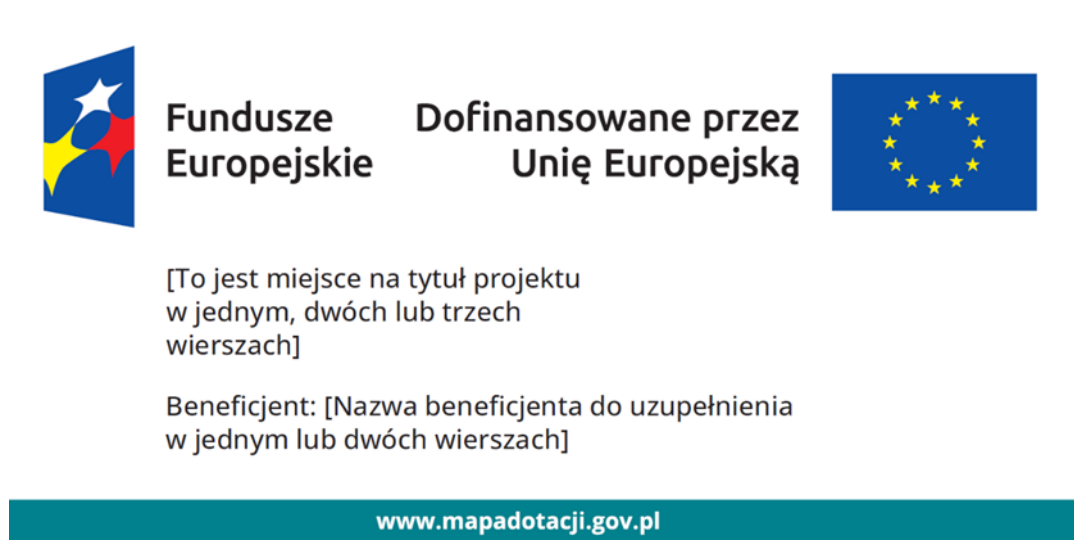 Fundusze
Europejskie
Dofinansowane przez
Unię Europejską
[To jest miejsce na tytuł projektu
w jednym, dwóch lub trzech
wierszach]
Beneficjent: [Nazwa beneficjenta do uzupełnienia
w jednym lub dwóch wierszach]
www.mapadotacji.gov.pl